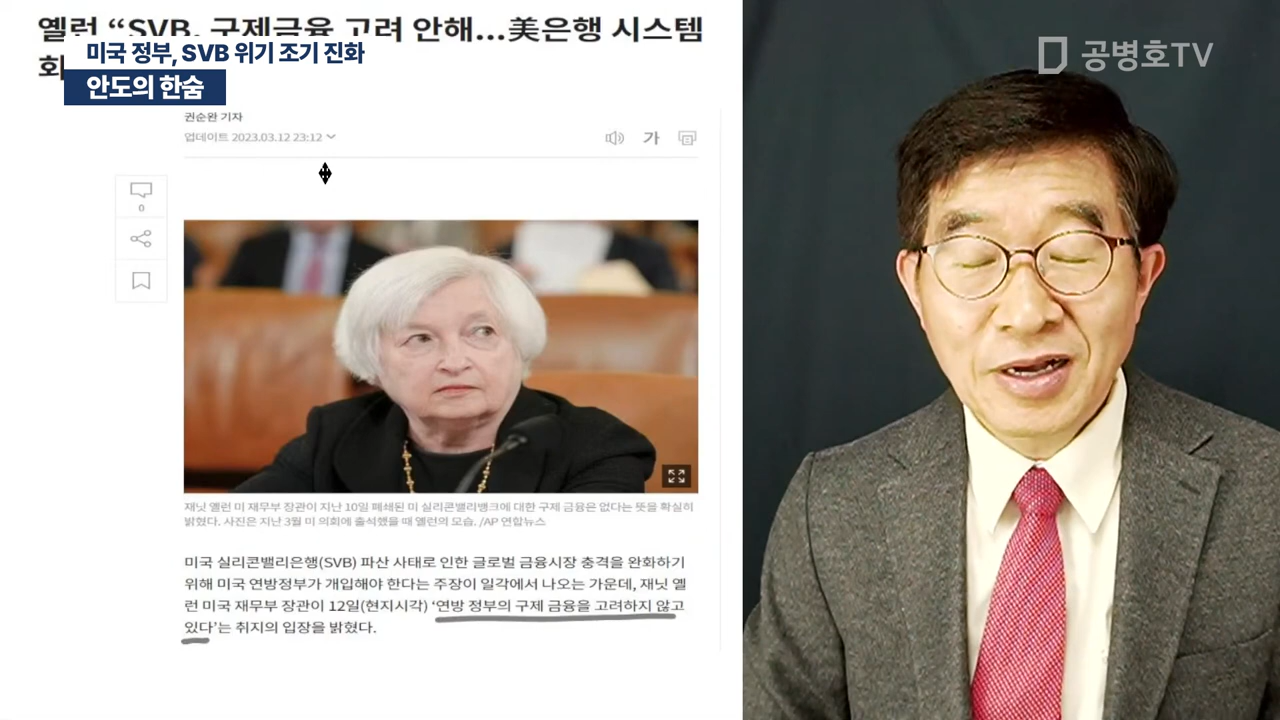 옐런 “SVB, 구제금융 고려 안해...美은행 시스템
미국 정부, SVB 위기 조기 진화
안도의 한숨
공병호TV
권순완 기자
업데이트 2023.03.12 23:12
가
0
재닛 옐런 미 재무부 장관이 지난 10일 폐쇄된 미 실리콘밸리뱅크에 대한 구제 금융은 없다는 뜻을 확실히
밝혔다. 사진은 지난 3월 미 의회에 출석했을 때 옐런의 모습. /AP 연합뉴스
미국 실리콘밸리은행(SVB) 파산 사태로 인한 글로벌 금융시장 충격을 완화하기
위해 미국 연방정부가 개입해야 한다는 주장이 일각에서 나오는 가운데, 재닛 옐
런 미국 재무부 장관이 12일(현지시각) ‘연방 정부의 구제 금융을 고려하지 않고
있다’는 취지의 입장을 밝혔다.